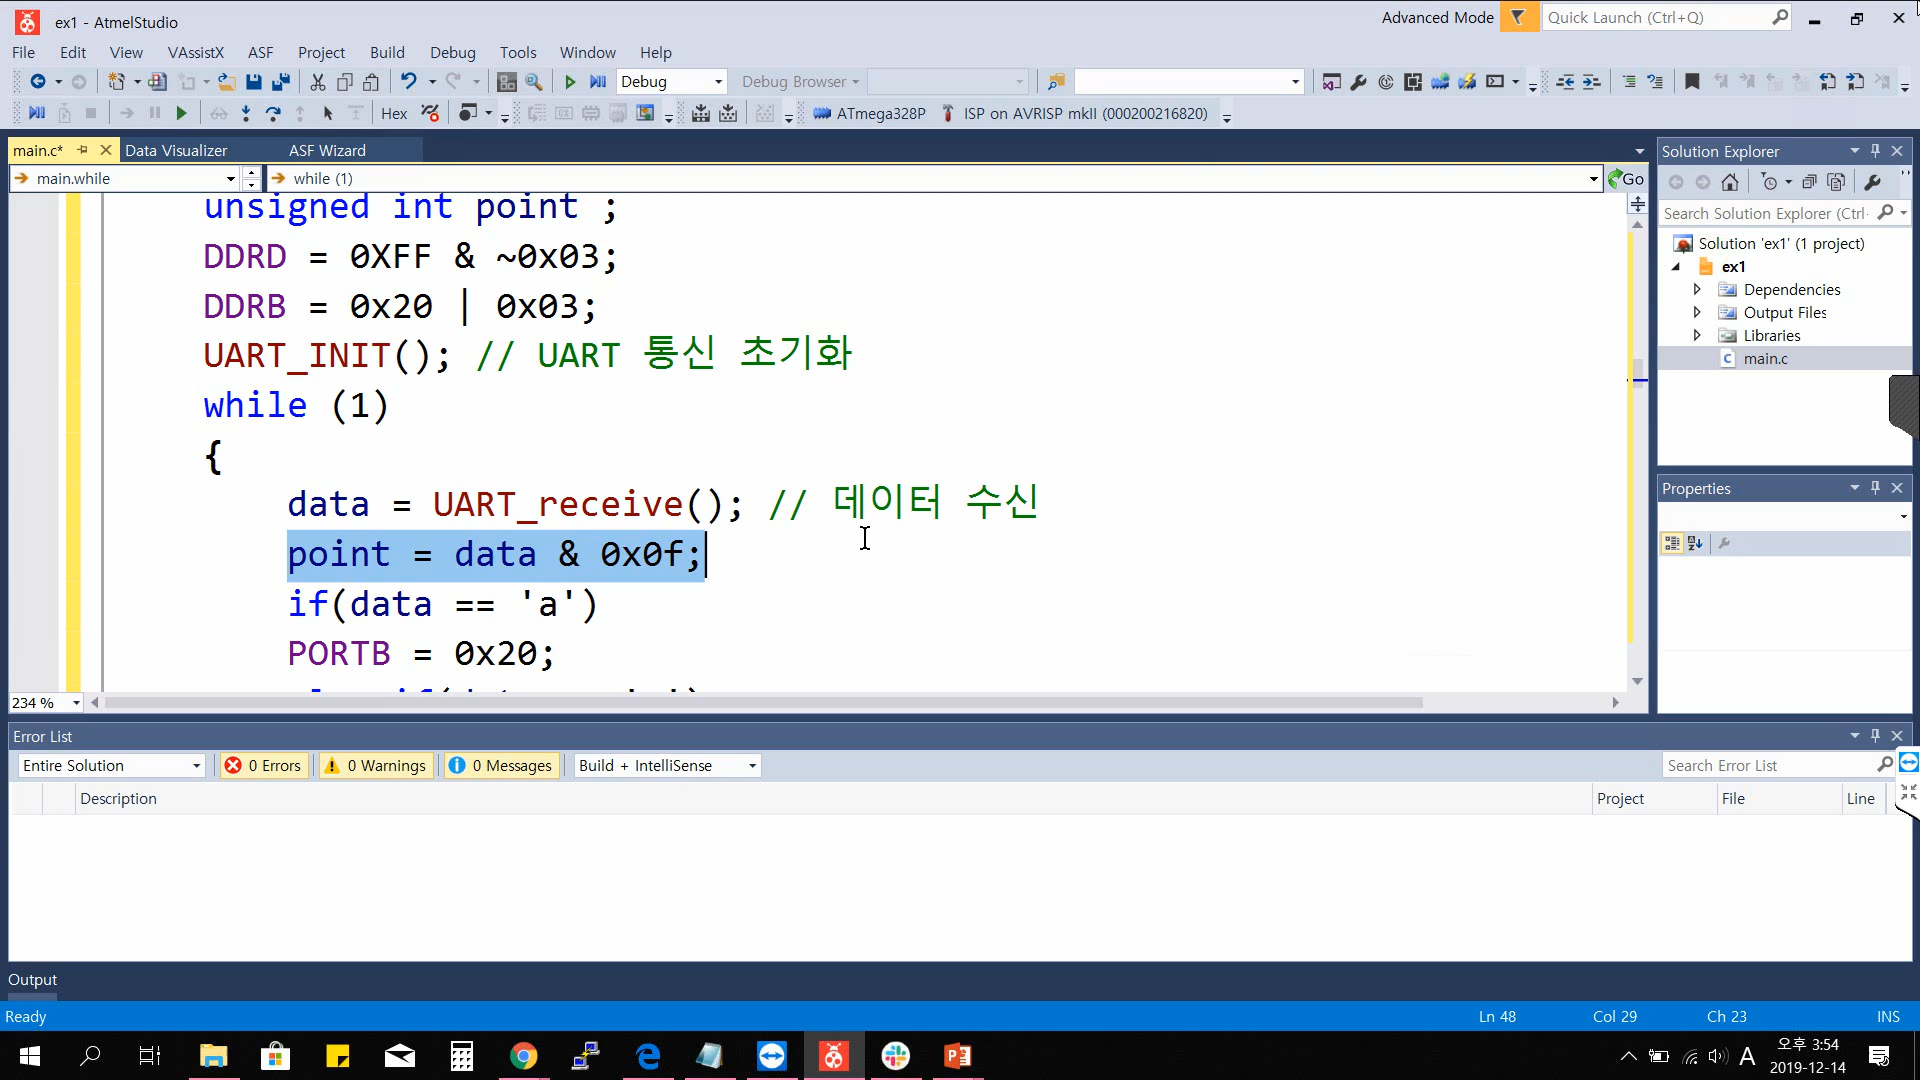 ex1 - AtmelStudio
Advanced Mode
Quick Launch (Ctrl+Q)
File Edit View VAssistX ASF Project Build Debug Tools Window Help
Debug
Debug Browser
Hex
ATmega328P
ISP on AVRISP mkII (000200216820)
main.c*
Data Visualizer
ASF Wizard
main.while
while (1)
Go
unsigned int point ;
DDRD = 0XFF & ~0x03;
DDRB = 0x20 | 0x03;
UART_INIT(); // UART 통신 초기화
while (1)
{
data = UART_receive(); // 데이터 수신
point = data & 0x0f;
if(data == 'a')
PORTB = 0x20;
234 %
Solution Explorer
Search Solution Explorer (Ctrl
Solution 'ex1' (1 project)
ex1
Dependencies
Output Files
Libraries
main.c
Properties
Error List
Entire Solution
0 Errors
0 Warnings
0 Messages
Build + IntelliSense
Search Error List
Description
Project
File
Line
Output
Ready
Ln 48
Col 29
Ch 23
INS
A
오후 3:54
2019-12-14